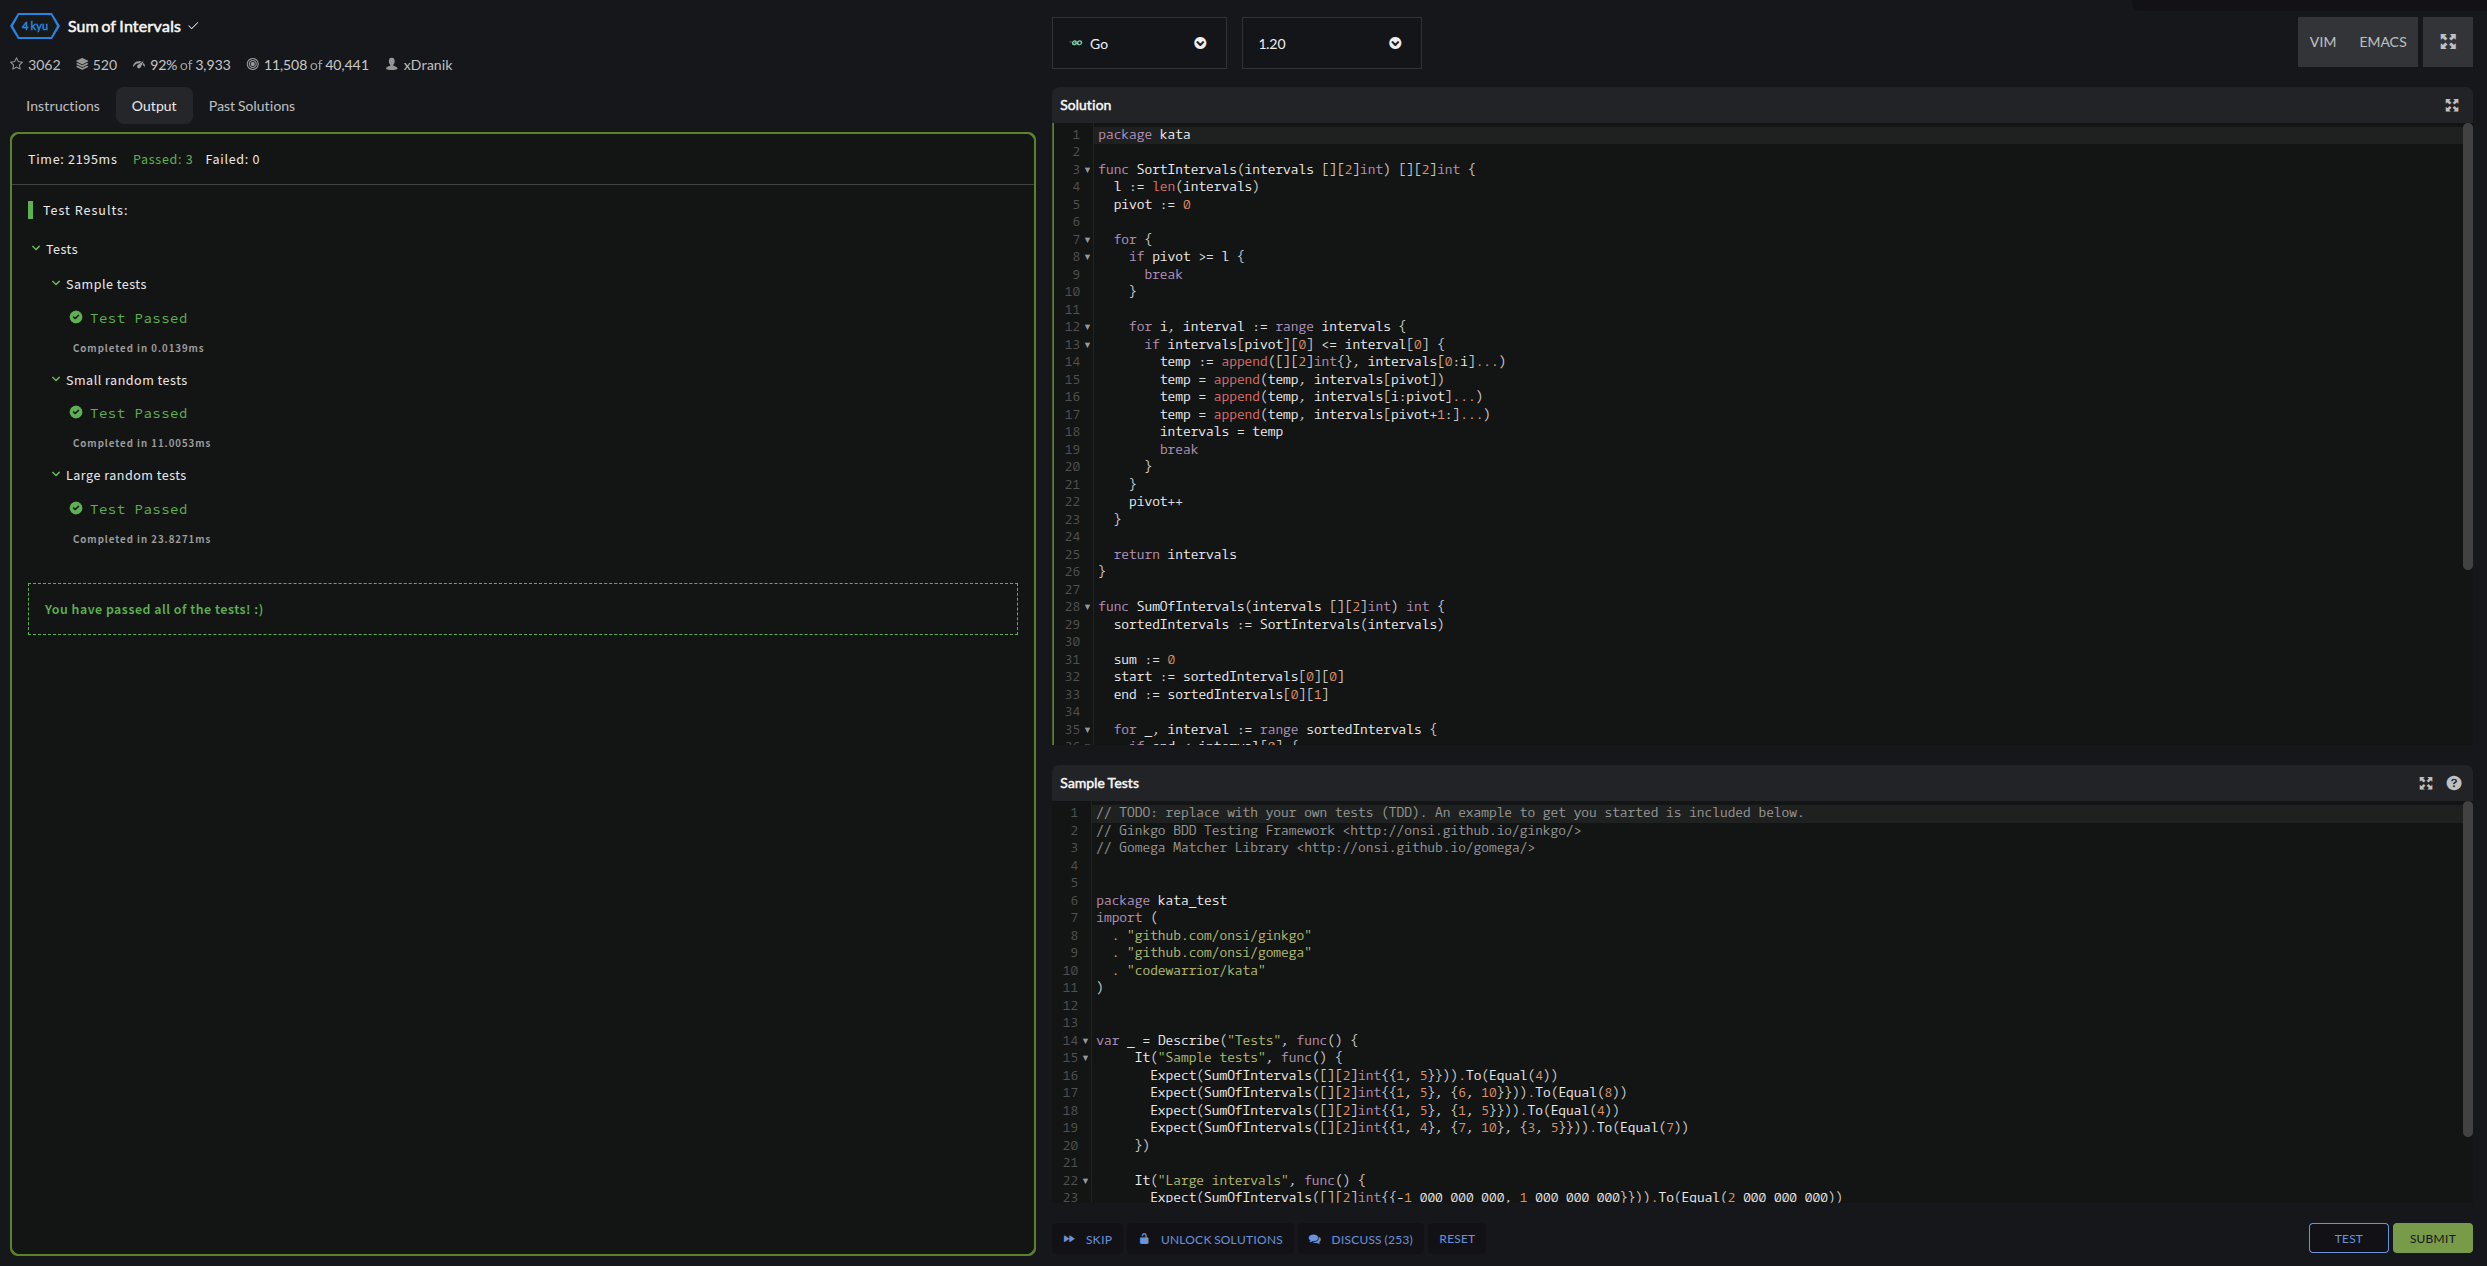 4 kyu Sum of Intervals
3062 520 92% of 3,933 11,508 of 40,441 xDranik
Instructions Output Past Solutions
Time: 2195ms Passed: 3 Failed: 0
Test Results:
Tests
Sample tests
Test Passed
Completed in 0.0139ms
Small random tests
Test Passed
Completed in 11.0053ms
Large random tests
Test Passed
Completed in 23.8271ms
You have passed all of the tests! :)
Go 1.20 VIM EMACS
Solution
1 package kata
2
3 func SortIntervals(intervals [][2]int) [][2]int {
4 l := len(intervals)
5 pivot := 0
6
7 for {
8 if pivot >= l {
9 break
10 }
11
12 for i, interval := range intervals {
13 if intervals[pivot][0] <= interval[0] {
14 temp := append([][2]int{}, intervals[0:i]...)
15 temp = append(temp, intervals[pivot])
16 temp = append(temp, intervals[i:pivot]...)
17 temp = append(temp, intervals[pivot+1:]...)
18 intervals = temp
19 break
20 }
21 }
22 pivot++
23 }
24
25 return intervals
26 }
27
28 func SumOfIntervals(intervals [][2]int) int {
29 sortedIntervals := SortIntervals(intervals)
30
31 sum := 0
32 start := sortedIntervals[0][0]
33 end := sortedIntervals[0][1]
34
35 for _, interval := range sortedIntervals {
Sample Tests
1 // TODO: replace with your own tests (TDD). An example to get you started is included below.
2 // Ginkgo BDD Testing Framework <http://onsi.github.io/ginkgo/>
3 // Gomega Matcher Library <http://onsi.github.io/gomega/>
4
5
6 package kata_test
7 import (
8 . "github.com/onsi/ginkgo"
9 . "github.com/onsi/gomega"
10 . "codewarrior/kata"
11 )
12
13
14 var _ = Describe("Tests", func() {
15 It("Sample tests", func() {
16 Expect(SumOfIntervals([][2]int{{1, 5}})).To(Equal(4))
17 Expect(SumOfIntervals([][2]int{{1, 5}, {6, 10}})).To(Equal(8))
18 Expect(SumOfIntervals([][2]int{{1, 5}, {1, 5}})).To(Equal(4))
19 Expect(SumOfIntervals([][2]int{{1, 4}, {7, 10}, {3, 5}})).To(Equal(7))
20 })
21
22 It("Large intervals", func() {
23 Expect(SumOfIntervals([][2]int{{-1_000_000_000, 1_000_000_000}})).To(Equal(2_000_000_000))
SKIP UNLOCK SOLUTIONS DISCUSS (253) RESET TEST SUBMIT